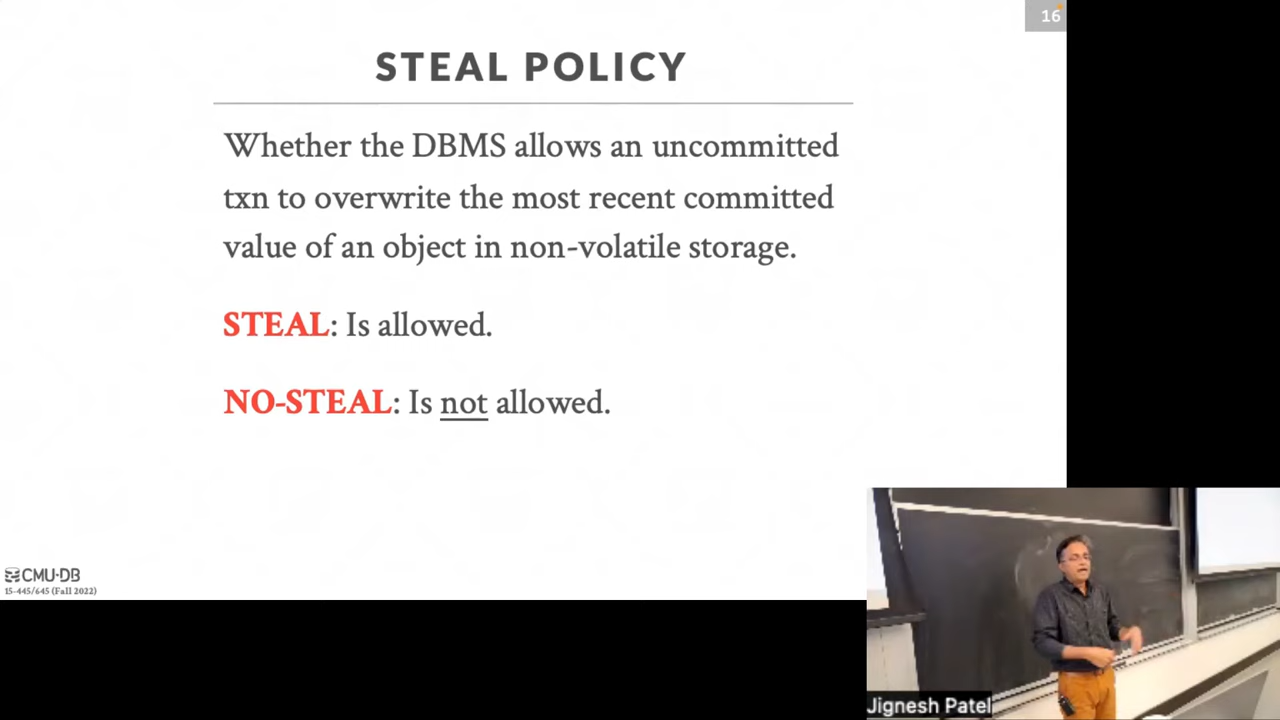 16
STEAL POLICY
Whether the DBMS allows an uncommitted
txn to overwrite the most recent committed
value of an object in non-volatile storage.
STEAL: Is allowed.
NO-STEAL: Is not allowed.
CMU·DB
15-445/645 (Fall 2022)
Jignesh Patel